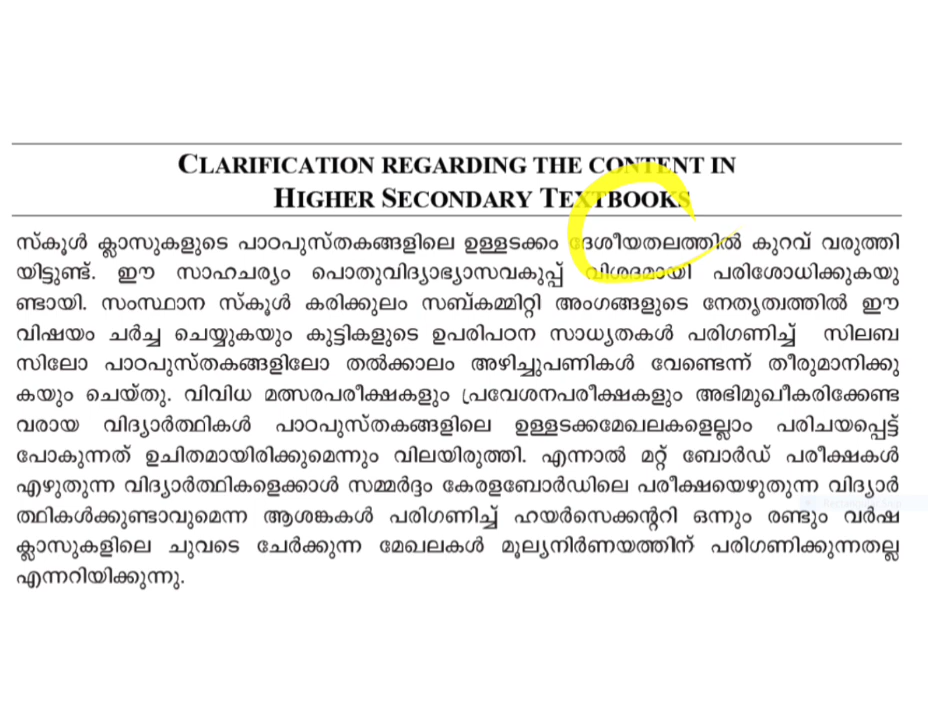 CLARIFICATION REGARDING THE CONTENT IN
HIGHER SECONDARY TEXTBOOKS
സ്കൂൾ ക്ലാസുകളുടെ പാഠപുസ്തകങ്ങളിലെ ഉള്ളടക്കം ദേശീയതലത്തിൽ കുറവ് വരുത്തി
യിട്ടുണ്ട്. ഈ സാഹചര്യം പൊതുവിദ്യാഭ്യാസവകുപ്പ് വിശദമായി പരിശോധിക്കുകയു
ണ്ടായി. സംസ്ഥാന സ്കൂൾ കരിക്കുലം സബ്കമ്മിറ്റി അംഗങ്ങളുടെ നേതൃത്വത്തിൽ ഈ
വിഷയം ചർച്ച ചെയ്യുകയും കുട്ടികളുടെ ഉപരിപഠന സാധ്യതകൾ പരിഗണിച്ച് സിലബ
സിലോ പാഠപുസ്തകങ്ങളിലോ തൽക്കാലം അഴിച്ചുപണികൾ വേണ്ടെന്ന് തീരുമാനിക്കു
കയും ചെയ്തു. വിവിധ മത്സരപരീക്ഷകളും പ്രവേശനപരീക്ഷകളും അഭിമുഖീകരിക്കേണ്ട
വരായ വിദ്യാർത്ഥികൾ പാഠപുസ്തകങ്ങളിലെ ഉള്ളടക്കമേഖലകളെല്ലാം പരിചയപ്പെട്ട്
പോകുന്നത് ഉചിതമായിരിക്കുമെന്നും വിലയിരുത്തി. എന്നാൽ മറ്റ് ബോർഡ് പരീക്ഷകൾ
എഴുതുന്ന വിദ്യാർത്ഥികളെക്കാൾ സമ്മർദ്ദം കേരളബോർഡിലെ പരീക്ഷയെഴുതുന്ന വിദ്യാർ
ത്ഥികൾക്കുണ്ടാവുമെന്ന ആശങ്കകൾ പരിഗണിച്ച് ഹയർസെക്കന്ററി ഒന്നും രണ്ടും വർഷ
ക്ലാസുകളിലെ ചുവടെ ചേർക്കുന്ന മേഖലകൾ മൂല്യനിർണയത്തിന് പരിഗണിക്കുന്നതല്ല
എന്നറിയിക്കുന്നു.